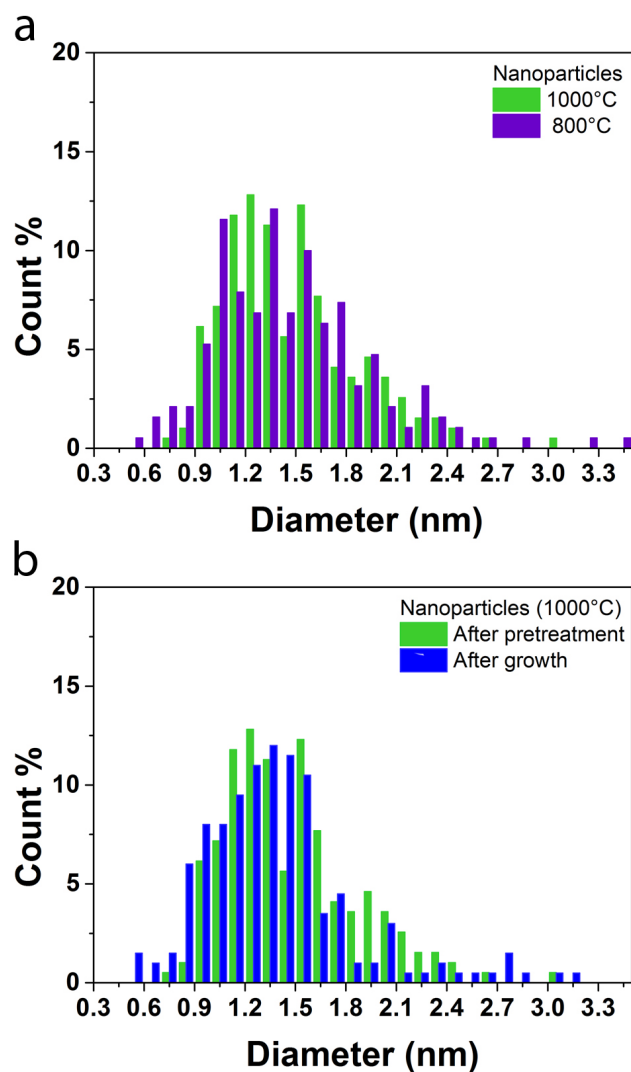 a
20
15
10
5
0
Count %
Nanoparticles
1000°C
800°C
0.3 0.6 0.9 1.2 1.5 1.8 2.1 2.4 2.7 3.0 3.3
Diameter (nm)
b
20
15
10
5
0
Count %
Nanoparticles (1000°C)
After pretreatment
After growth
0.3 0.6 0.9 1.2 1.5 1.8 2.1 2.4 2.7 3.0 3.3
Diameter (nm)